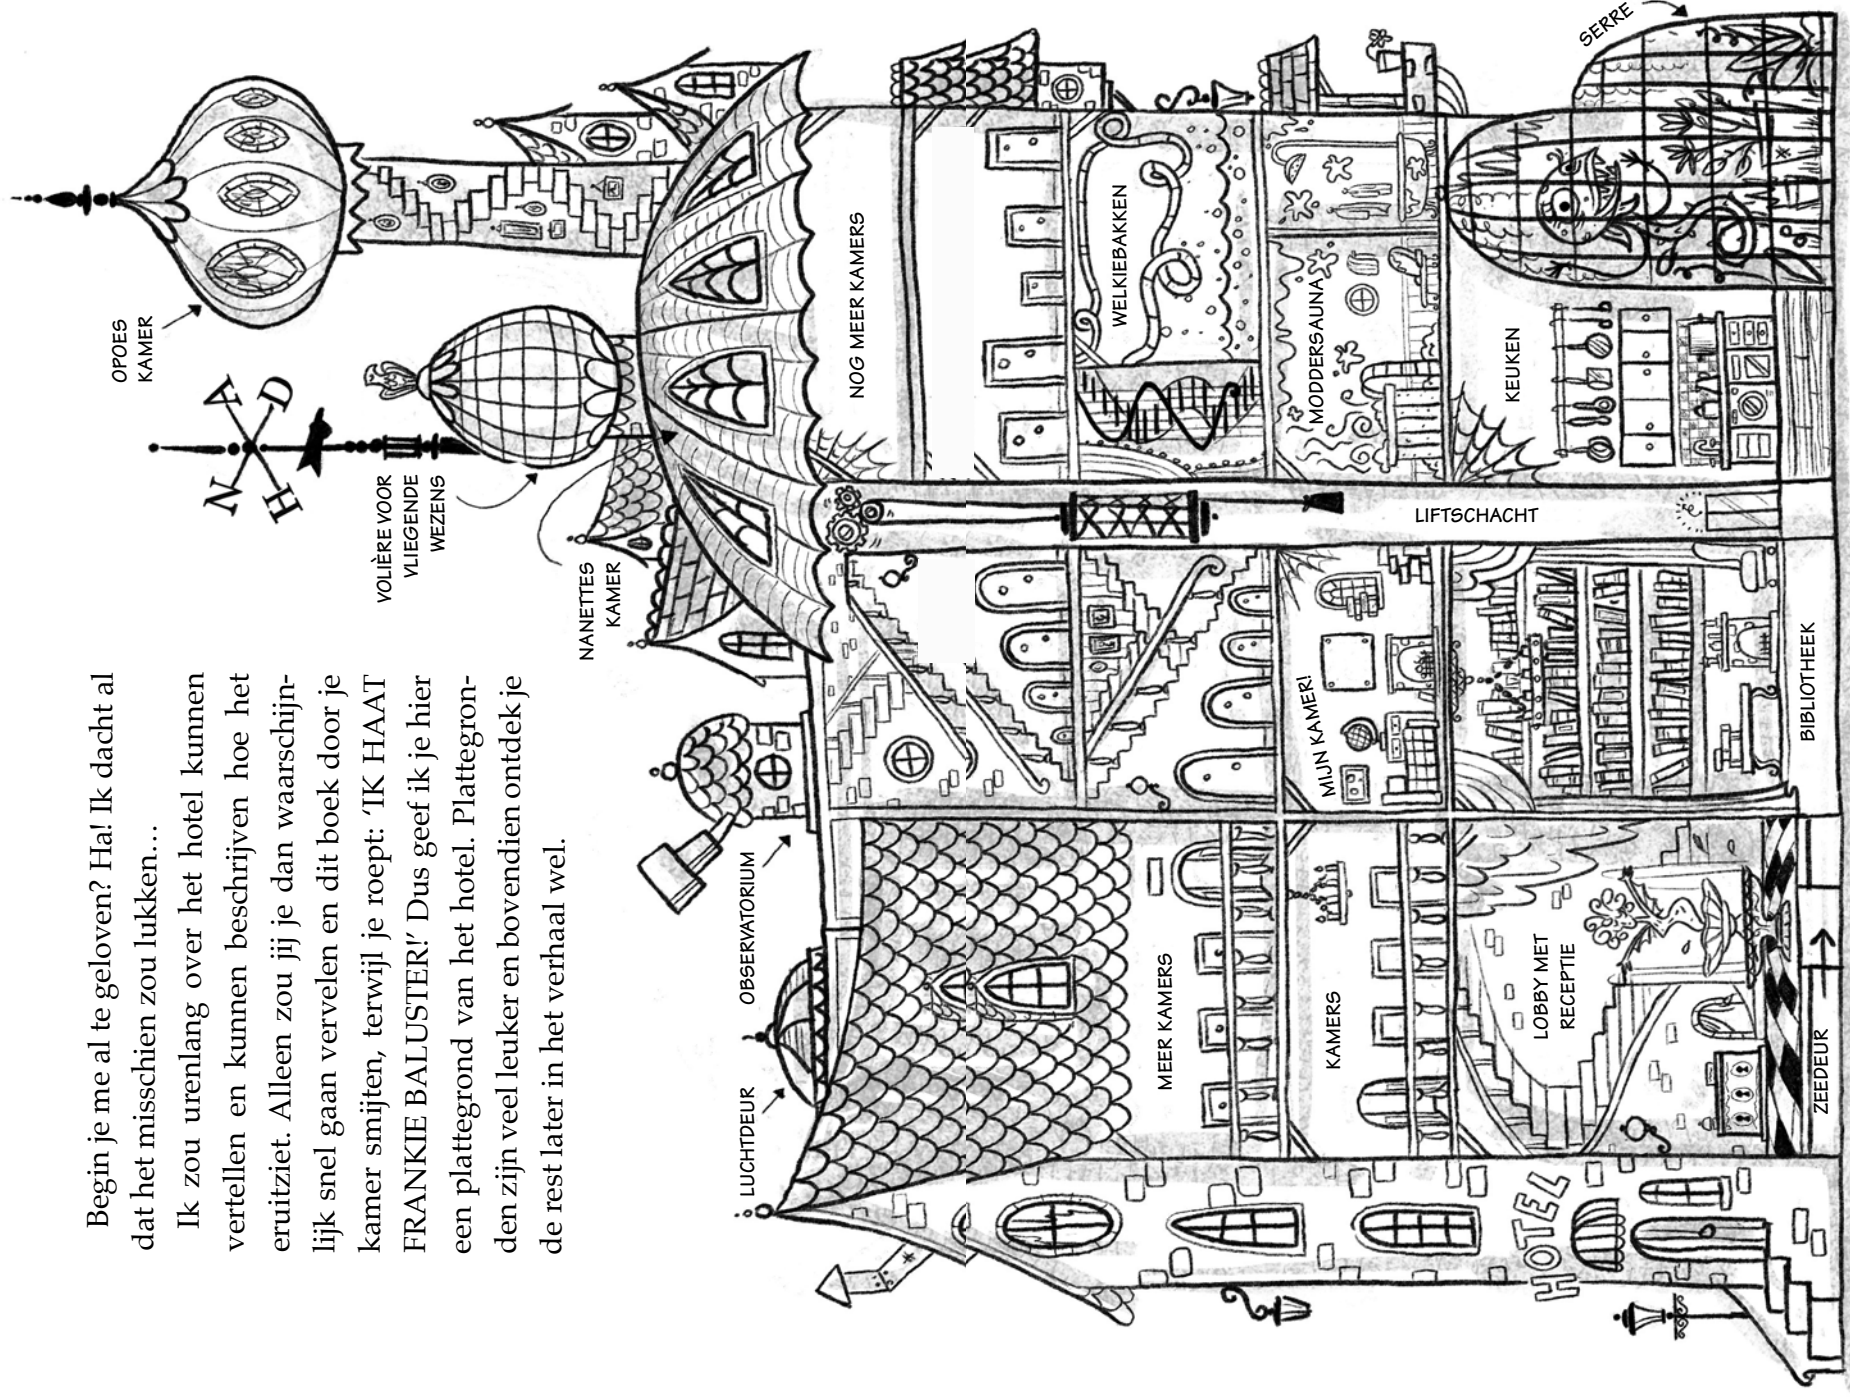 Begin je me al te geloven? Ha! Ik dacht al
dat het misschien zou lukken…
Ik zou urenlang over het hotel kunnen
vertellen en kunnen beschrijven hoe het
eruitziet. Alleen zou jij je dan waarschijn-
lijk snel gaan vervelen en dit boek door je
kamer smijten, terwijl je roept: ‘IK HAAT
FRANKIE BALUSTER!’ Dus geef ik je hier
een plattegrond van het hotel. Plattegron-
den zijn veel leuker en bovendien ontdek je
de rest later in het verhaal wel.
OPOES
KAMER
N
A
H
D
VOLIÈRE VOOR
VLIEGENDE
WEZENS
NANETTES
KAMER
LUCHTDEUR
OBSERVATORIUM
NOG MEER KAMERS
WELKIEBAKKEN
MEER KAMERS
MODDERSAUNA
MIJN KAMER!
KAMERS
LIFTSCHACHT
KEUKEN
SERRE
HOTEL
LOBBY MET
RECEPTIE
BIBLIOTHEEK
ZEEDEUR